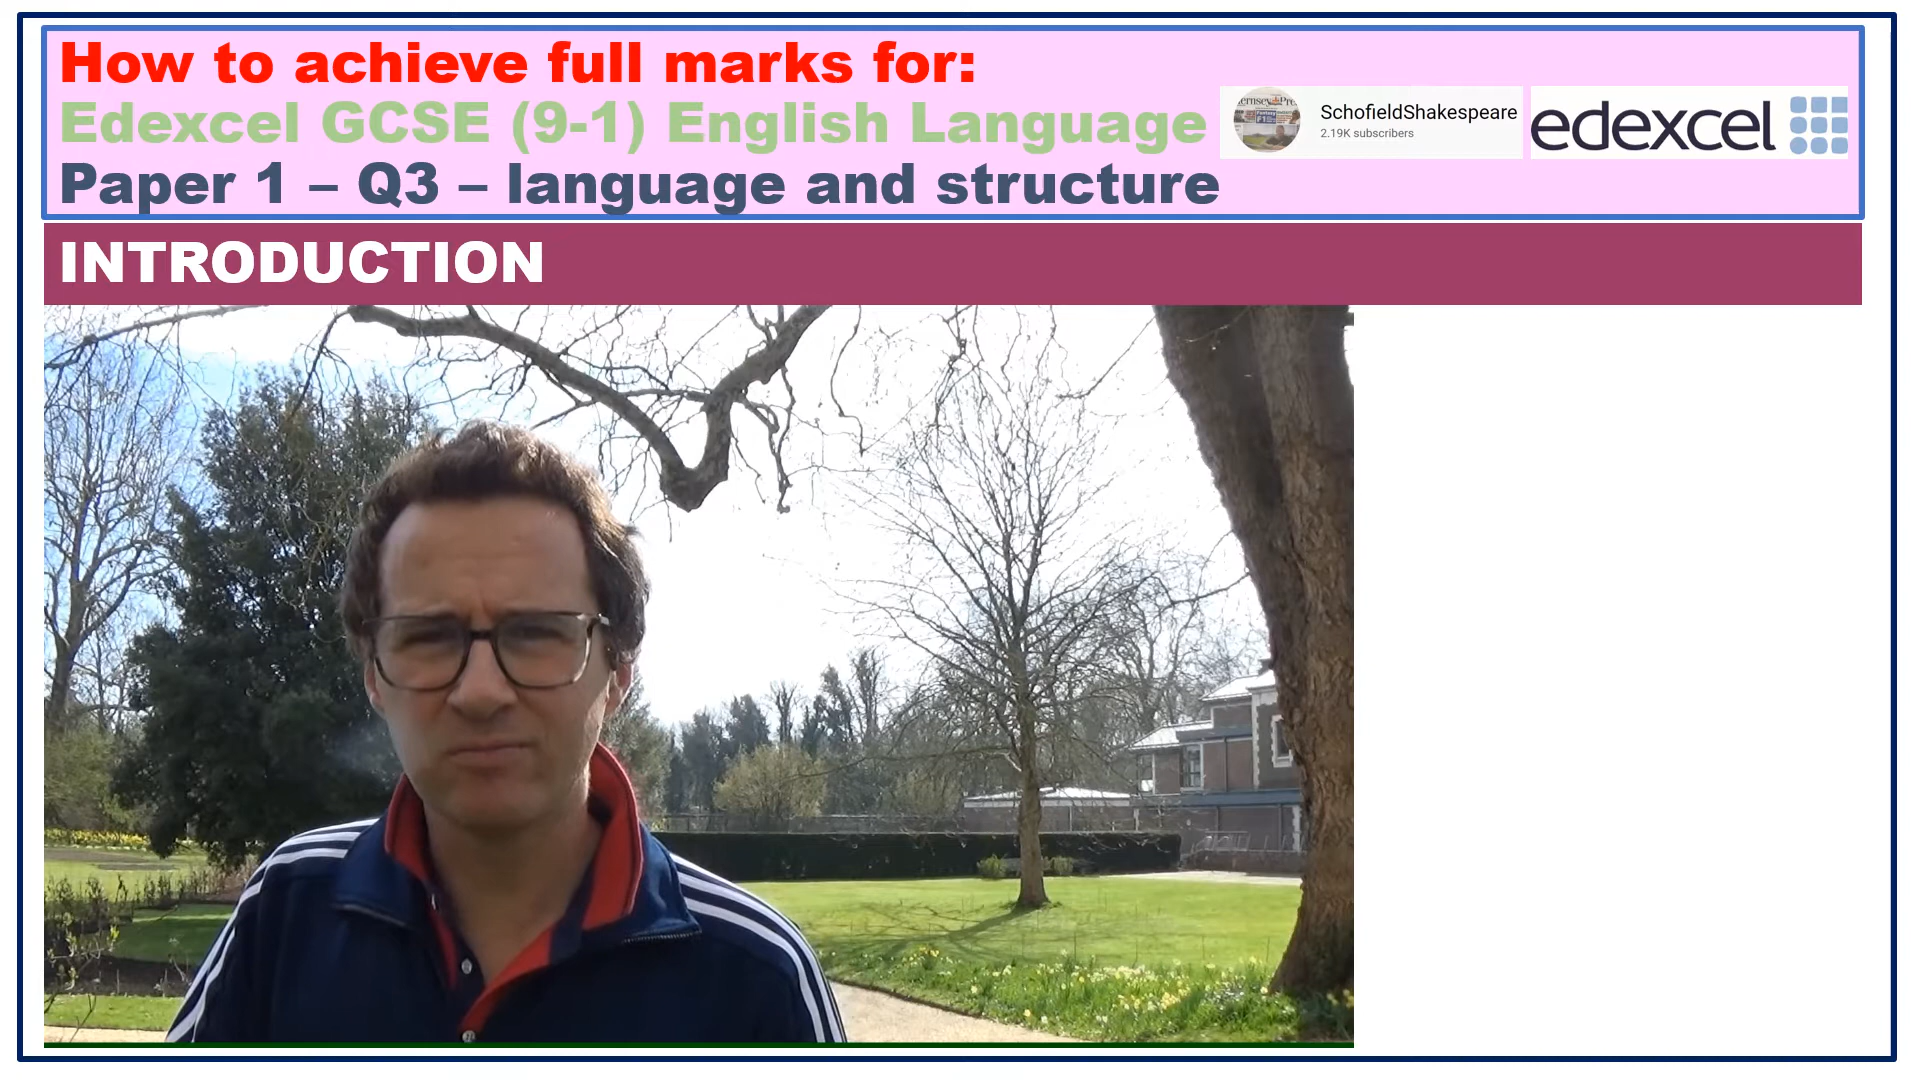 How to achieve full marks for:
Edexcel GCSE (9-1) English Language
Paper 1 – Q3 – language and structure
SchofieldShakespeare
2.19K subscribers
edexcel
INTRODUCTION